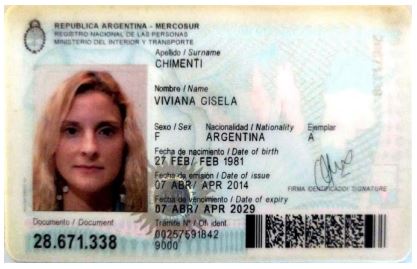 REPUBLICA ARGENTINA - MERCOSUR
REGISTRO NACIONAL DE LAS PERSONAS
MINISTERIO DEL INTERIOR Y TRANSPORTE
Apellido / Surname
CHIMENTI
Nombre / Name
VIVIANA GISELA
Sexo / Sex Nacionalidad / Nationality Ejemplar
F ARGENTINA A
Fecha de nacimiento / Date of birth
27 FEB/ FEB 1981
Fecha de emisión / Date of issue
07 ABR/ APR 2014
FIRMA IDENTIFICADO/ SIGNATURE
Fecha de vencimiento / Date of expiry
07 ABR/ APR 2029
Documento / Document
Tramite N° / Of. ident
28.671.338
00257591842
9000